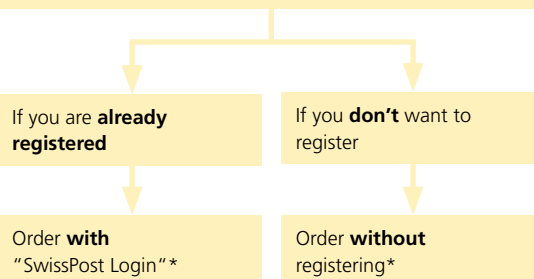 If you are already
registered
If you don't want to
register
Order with
“SwissPost Login“*
Order without
registering*